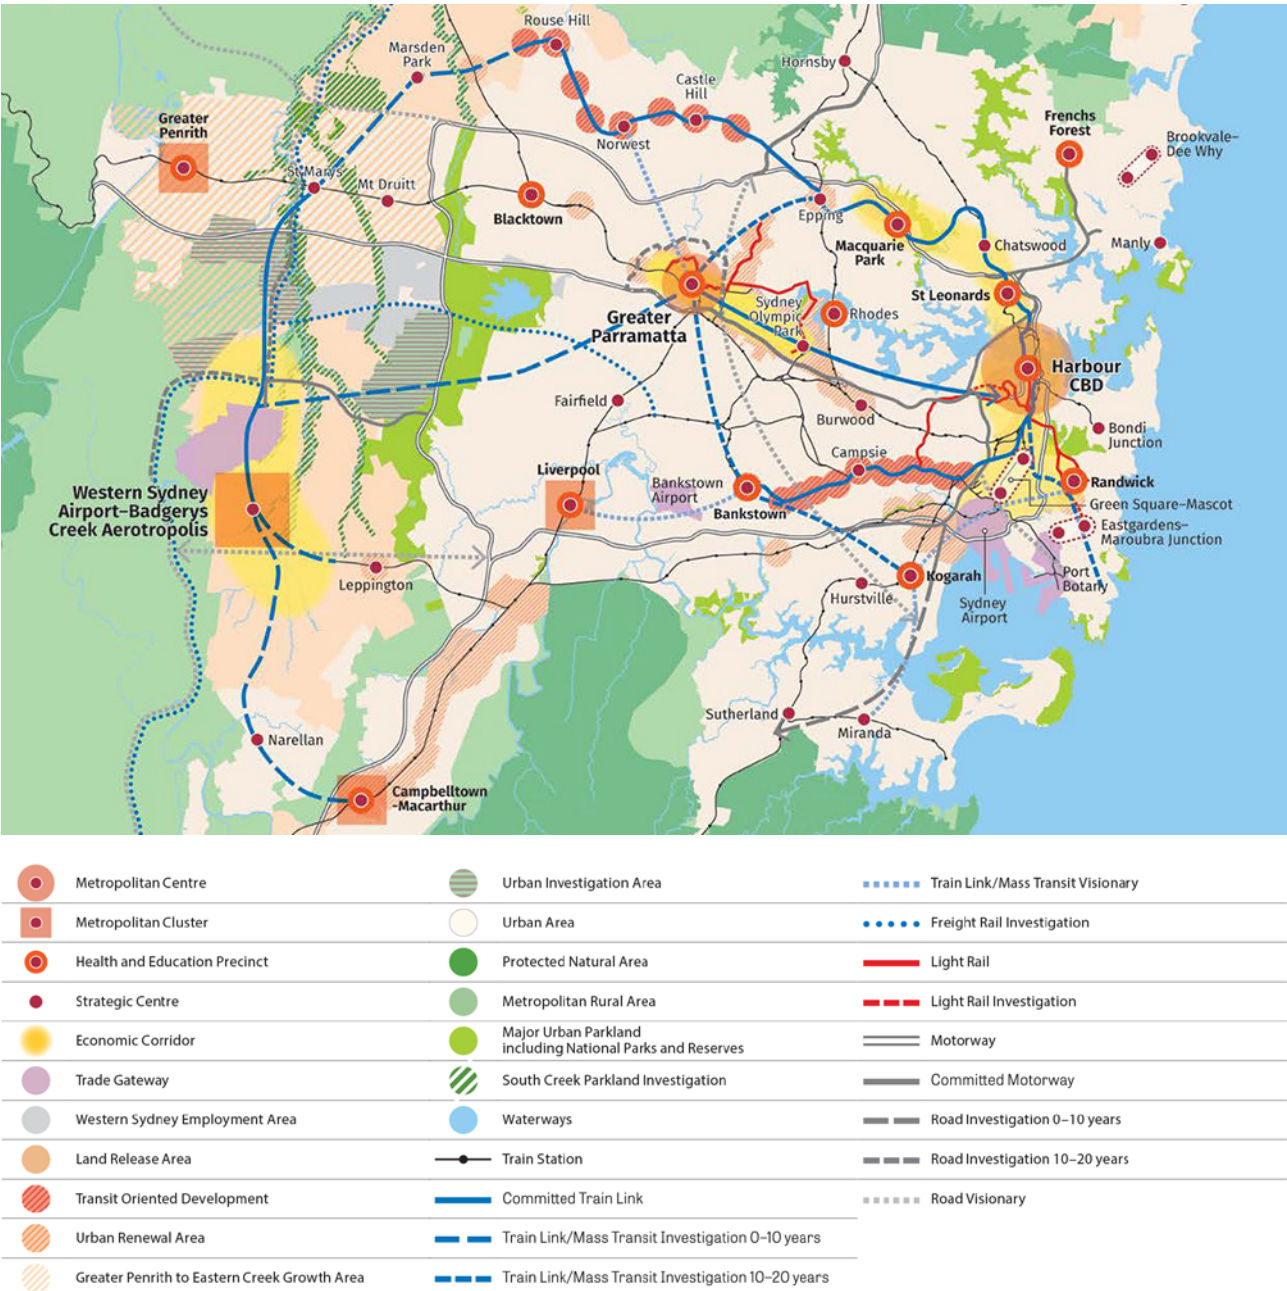 Rouse Hill
Marsden
Park
Hornsby
Castle
Hill
Greater
Penrith
Frenchs
Forest
Brookvale–
Dee Why
Norwest
St Marys
Mt Druitt
Blacktown
Epping
Macquarie
Park
Chatswood
Manly
St Leonards
Greater
Parramatta
Sydney
Olympic
Park
Rhodes
Harbour
CBD
Fairfield
Burwood
Bondi
Junction
Campsie
Liverpool
Bankstown
Airport
Bankstown
Randwick
Green Square–Mascot
Western Sydney
Airport–Badgerys
Creek Aerotropolis
Eastgardens–
Maroubra Junction
Leppington
Kogarah
Hurstville
Port
Botany
Sydney
Airport
Sutherland
Miranda
Narellan
Campbelltown
-Macarthur
Metropolitan Centre
Metropolitan Cluster
Health and Education Precinct
Strategic Centre
Economic Corridor
Trade Gateway
Western Sydney Employment Area
Land Release Area
Transit Oriented Development
Urban Renewal Area
Greater Penrith to Eastern Creek Growth Area
Urban Investigation Area
Urban Area
Protected Natural Area
Metropolitan Rural Area
Major Urban Parkland
including National Parks and Reserves
South Creek Parkland Investigation
Waterways
Train Station
Committed Train Link
Train Link/Mass Transit Investigation 0–10 years
Train Link/Mass Transit Investigation 10–20 years
Train Link/Mass Transit Visionary
Freight Rail Investigation
Light Rail
Light Rail Investigation
Motorway
Committed Motorway
Road Investigation 0–10 years
Road Investigation 10–20 years
Road Visionary